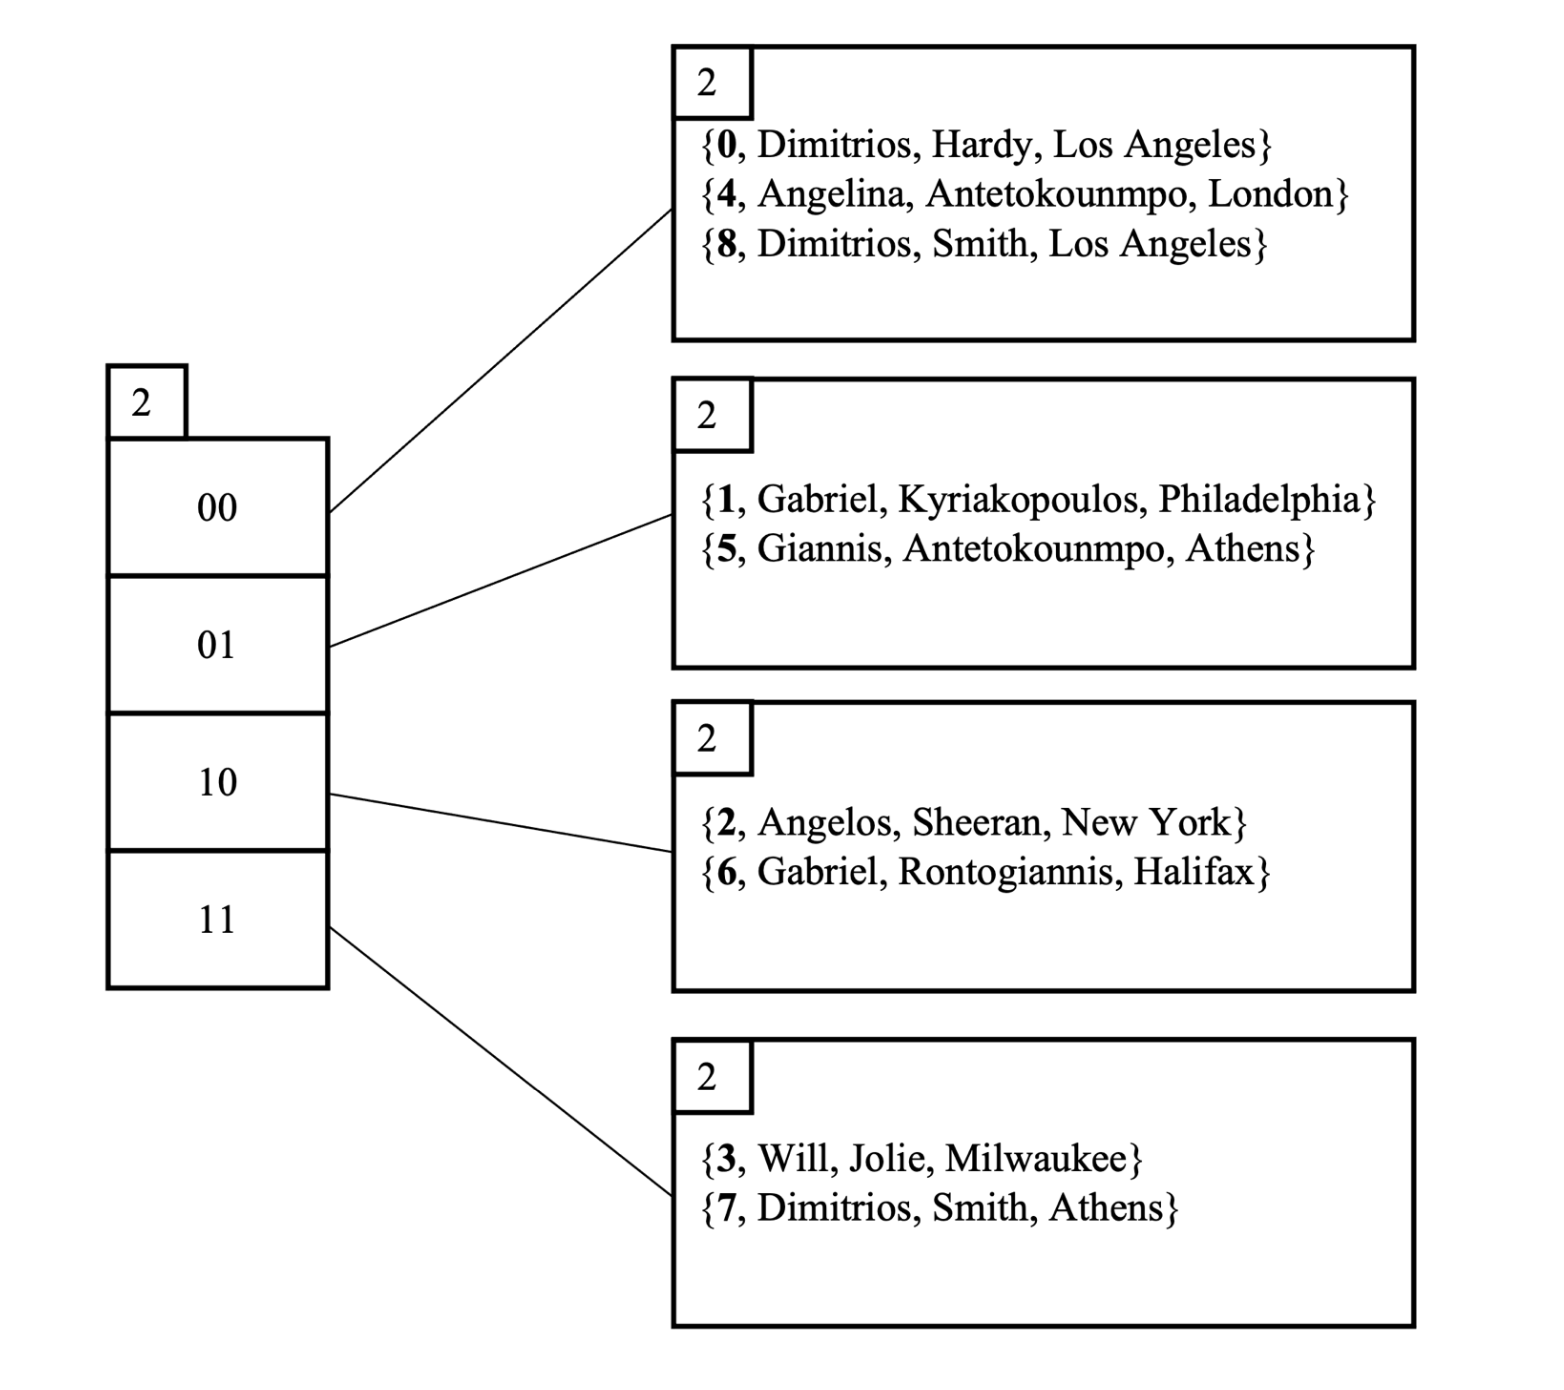 2
00
01
10
11
2
{0, Dimitrios, Hardy, Los Angeles}
{4, Angelina, Antetokounmpo, London}
{8, Dimitrios, Smith, Los Angeles}
2
{1, Gabriel, Kyriakopoulos, Philadelphia}
{5, Giannis, Antetokounmpo, Athens}
2
{2, Angelos, Sheeran, New York}
{6, Gabriel, Rontogiannis, Halifax}
2
{3, Will, Jolie, Milwaukee}
{7, Dimitrios, Smith, Athens}